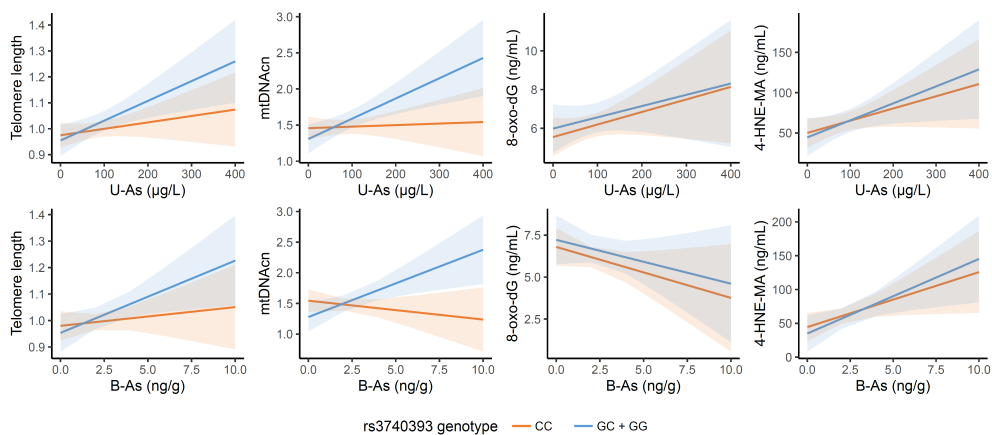 Telomere length
1.4
1.3
1.2
1.1
1.0
0.9
0 100 200 300 400
U-As (µg/L)
mtDNAcn
3.0
2.5
2.0
1.5
1.0
0 100 200 300 400
U-As (µg/L)
8-oxo-dG (ng/mL)
10
8
6
0 100 200 300 400
U-As (µg/L)
4-HNE-MA (ng/mL)
150
100
50
0 100 200 300 400
U-As (µg/L)
Telomere length
1.4
1.3
1.2
1.1
1.0
0.9
0.0 2.5 5.0 7.5 10.0
B-As (ng/g)
mtDNAcn
3.0
2.5
2.0
1.5
1.0
0.0 2.5 5.0 7.5 10.0
B-As (ng/g)
8-oxo-dG (ng/mL)
7.5
5.0
2.5
0.0 2.5 5.0 7.5 10.0
B-As (ng/g)
4-HNE-MA (ng/mL)
200
150
100
50
0
0.0 2.5 5.0 7.5 10.0
B-As (ng/g)
rs3740393 genotype CC GC + GG